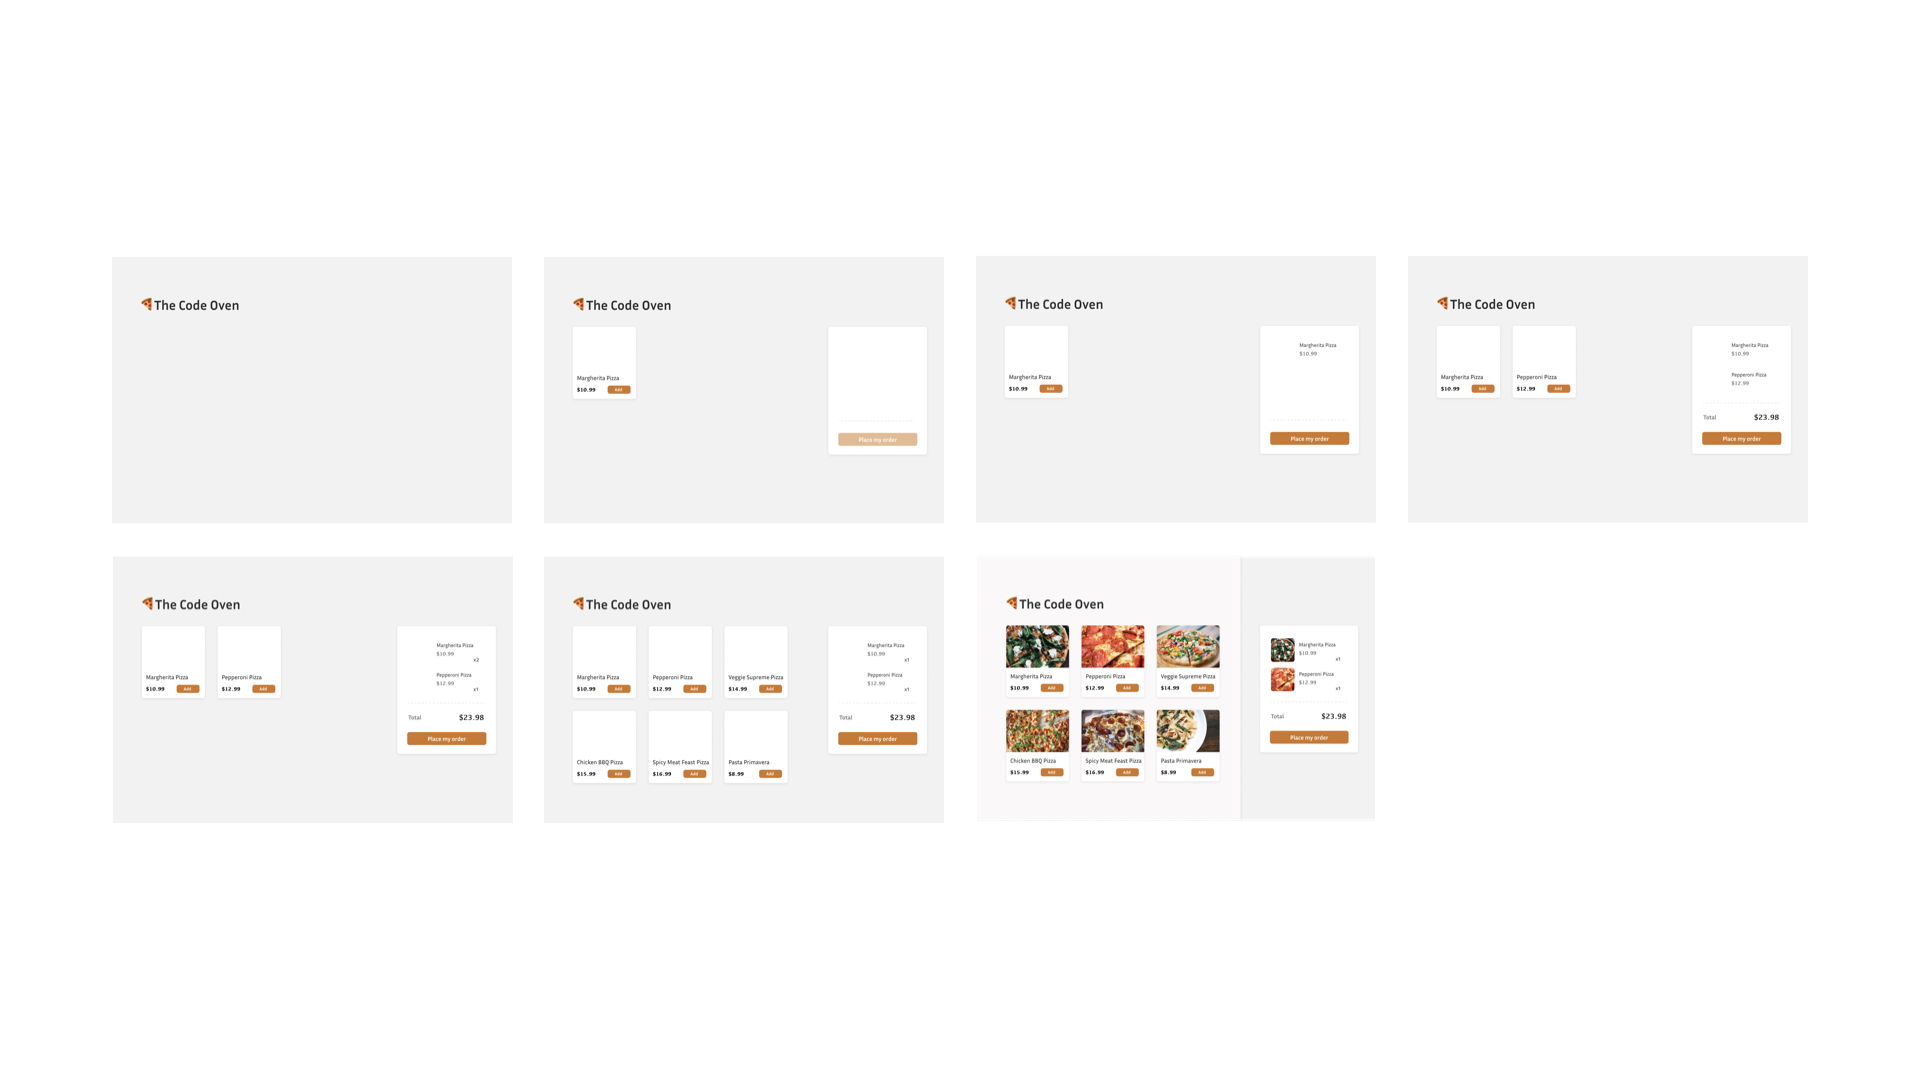 The Code Oven
The Code Oven
Margherita Pizza
$10.99 Add
Place my order
The Code Oven
Margherita Pizza
$10.99 Add
Margherita Pizza
$10.99
Place my order
The Code Oven
Margherita Pizza
$10.99 Add
Pepperoni Pizza
$12.99 Add
Margherita Pizza
$10.99
Pepperoni Pizza
$12.99
Total $23.98
Place my order
The Code Oven
Margherita Pizza
$10.99 Add
Pepperoni Pizza
$12.99 Add
Margherita Pizza
$10.99
x2
Pepperoni Pizza
$12.99
x1
Total $23.98
Place my order
The Code Oven
Margherita Pizza
$10.99 Add
Pepperoni Pizza
$12.99 Add
Veggie Supreme Pizza
$14.99 Add
Chicken BBQ Pizza
$15.99 Add
Spicy Meat Feast Pizza
$16.99 Add
Pasta Primavera
$8.99 Add
Margherita Pizza
$10.99
x1
Pepperoni Pizza
$12.99
x1
Total $23.98
Place my order
The Code Oven
Margherita Pizza
$10.99 Add
Pepperoni Pizza
$12.99 Add
Veggie Supreme Pizza
$14.99 Add
Chicken BBQ Pizza
$15.99 Add
Spicy Meat Feast Pizza
$16.99 Add
Pasta Primavera
$8.99 Add
Margherita Pizza
$10.99
x1
Pepperoni Pizza
$12.99
x1
Total $23.98
Place my order